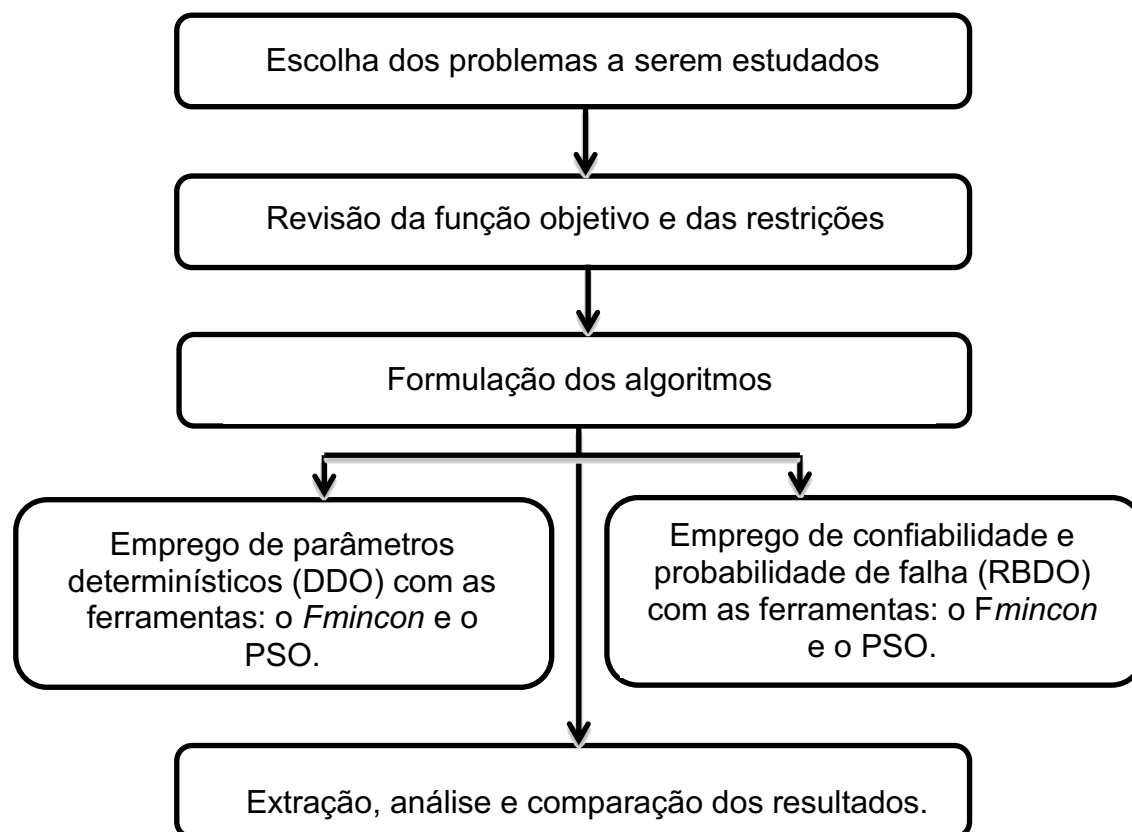 Escolha dos problemas a serem estudados
Revisão da função objetivo e das restrições
Formulação dos algoritmos
Emprego de parâmetros
determinísticos (DDO) com as
ferramentas: o Fmincon e o
PSO.
Emprego de confiabilidade e
probabilidade de falha (RBDO)
com as ferramentas: o Fmincon
e o PSO.
Extração, análise e comparação dos resultados.